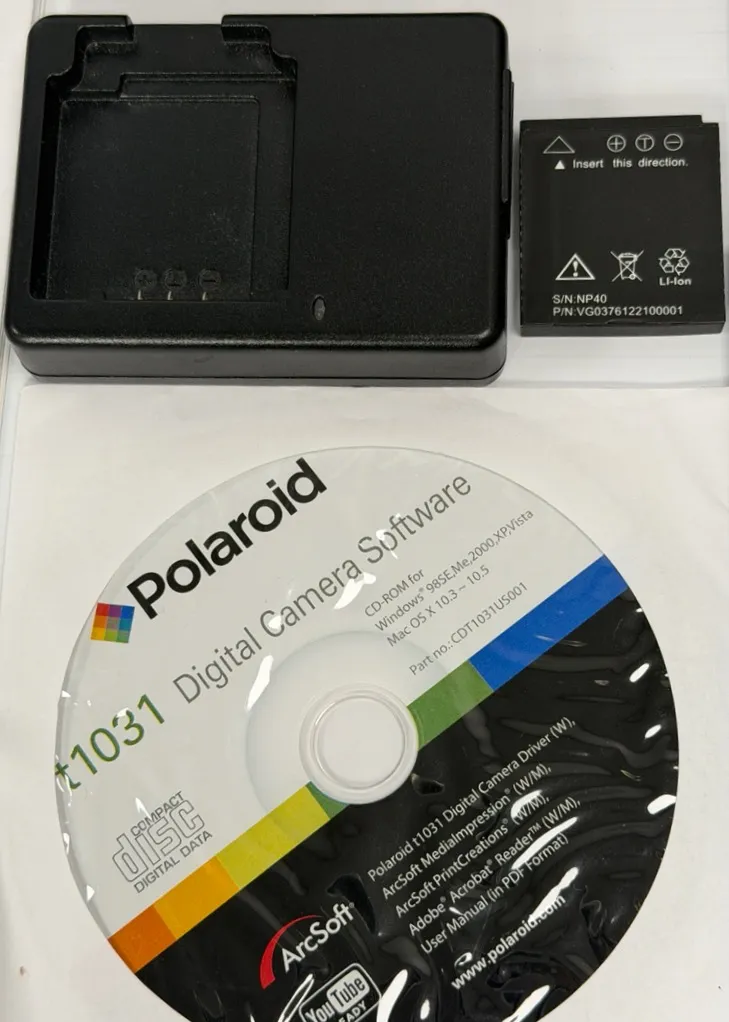 + T −
▲ Insert this direction.
Li-Ion
S/N:NP40
P/N:VG0376122100001
Polaroid
t1031 Digital Camera Software
CD-ROM for
Windows® 98SE,Me,2000,XP,Vista
Mac OS X 10.3 ~ 10.5
Part no.:CDT1031US001
COMPACT
disc
DIGITAL DATA
Polaroid t1031 Digital Camera Driver (W),
ArcSoft MediaImpression® (W/M),
ArcSoft PrintCreations® (W/M),
Adobe® Acrobat® Reader™ (W/M),
User Manual (in PDF Format)
www.polaroid.com
ArcSoft®
YouTube
READY